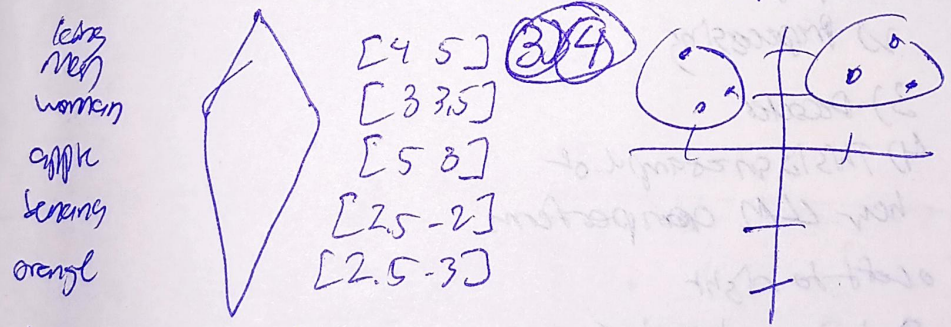 king [4 5] 3 4
man
woman [3 3.5]
apple [5 3]
banana [2.5 -2]
orange [2.5 -3]